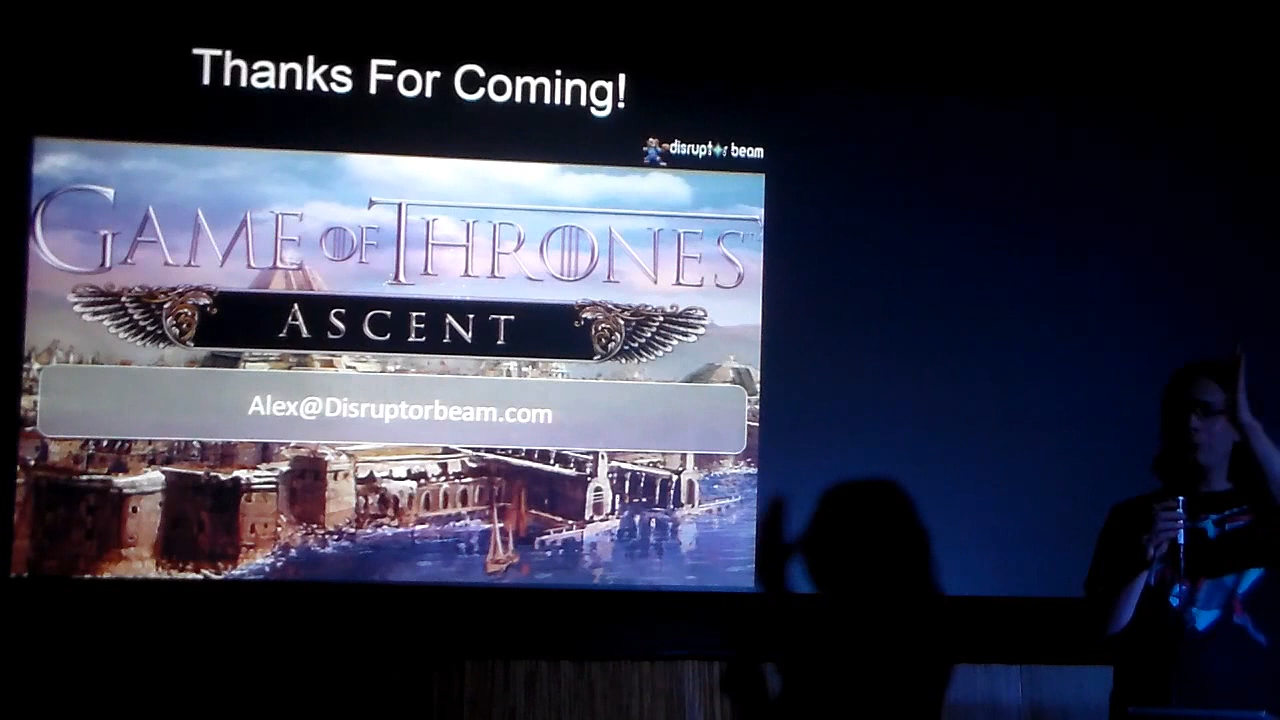 Thanks For Coming!
disruptor beam
GAME OF THRONES
ASCENT
Alex@Disruptorbeam.com